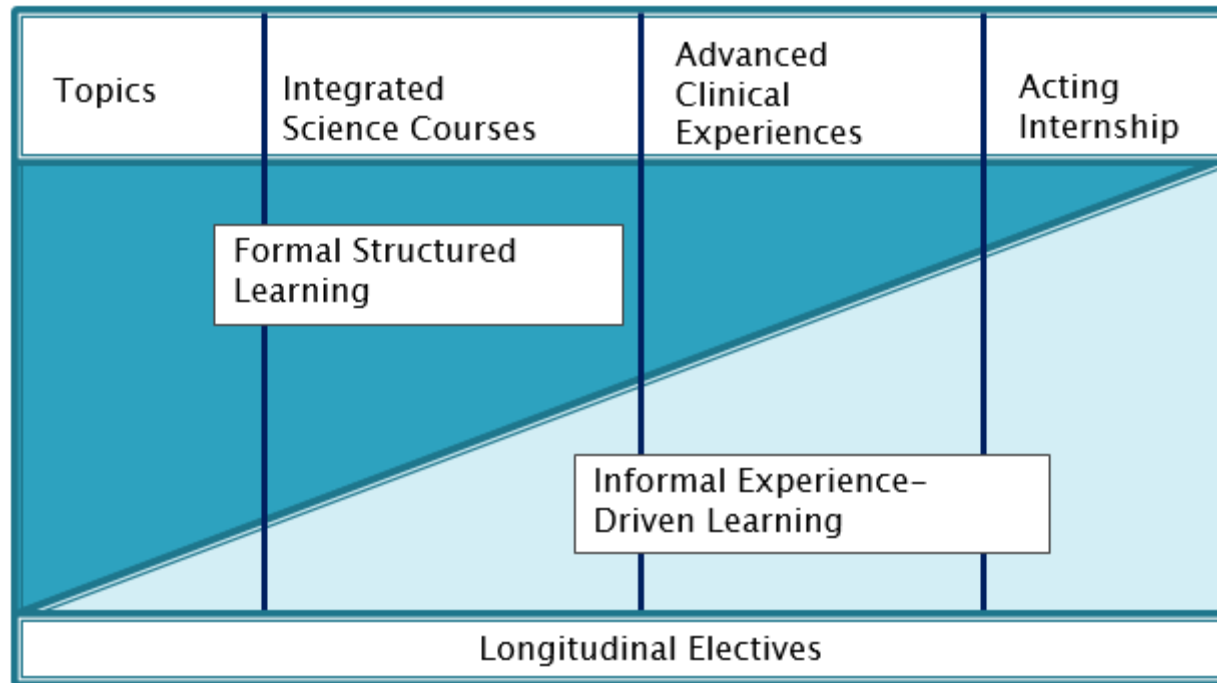 Topics
Integrated
Science Courses
Advanced
Clinical
Experiences
Acting
Internship
Formal Structured
Learning
Informal Experience-
Driven Learning
Longitudinal Electives